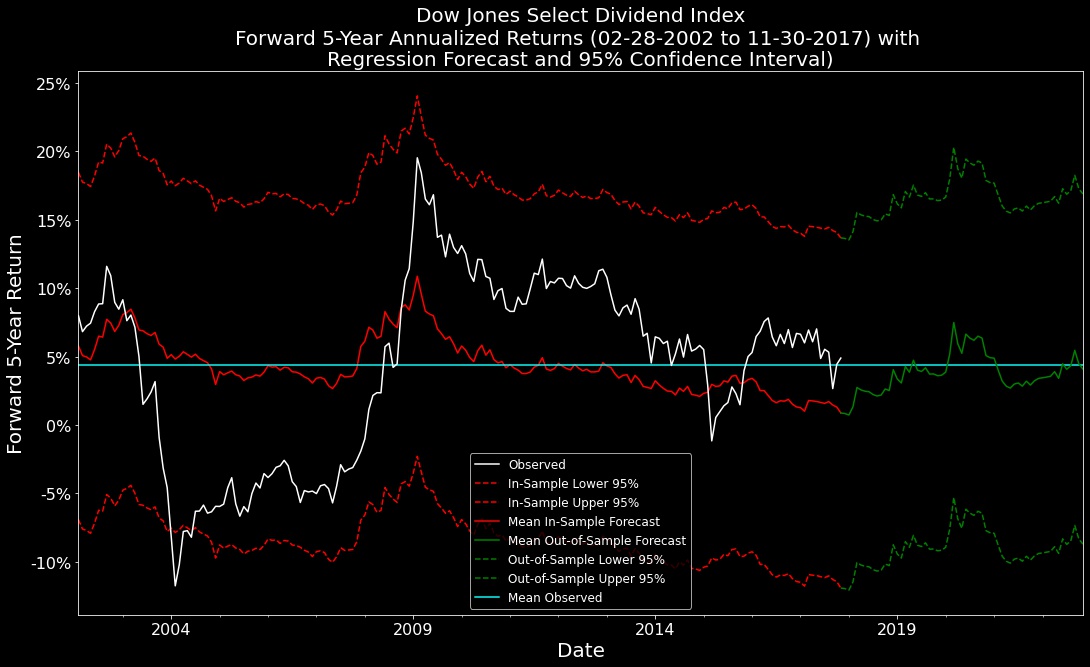 Dow Jones Select Dividend Index
Forward 5-Year Annualized Returns (02-28-2002 to 11-30-2017) with
Regression Forecast and 95% Confidence Interval)
Forward 5-Year Return
25%
20%
15%
10%
5%
0%
-5%
-10%
Observed
In-Sample Lower 95%
In-Sample Upper 95%
Mean In-Sample Forecast
Mean Out-of-Sample Forecast
Out-of-Sample Lower 95%
Out-of-Sample Upper 95%
Mean Observed
2004
2009
2014
2019
Date